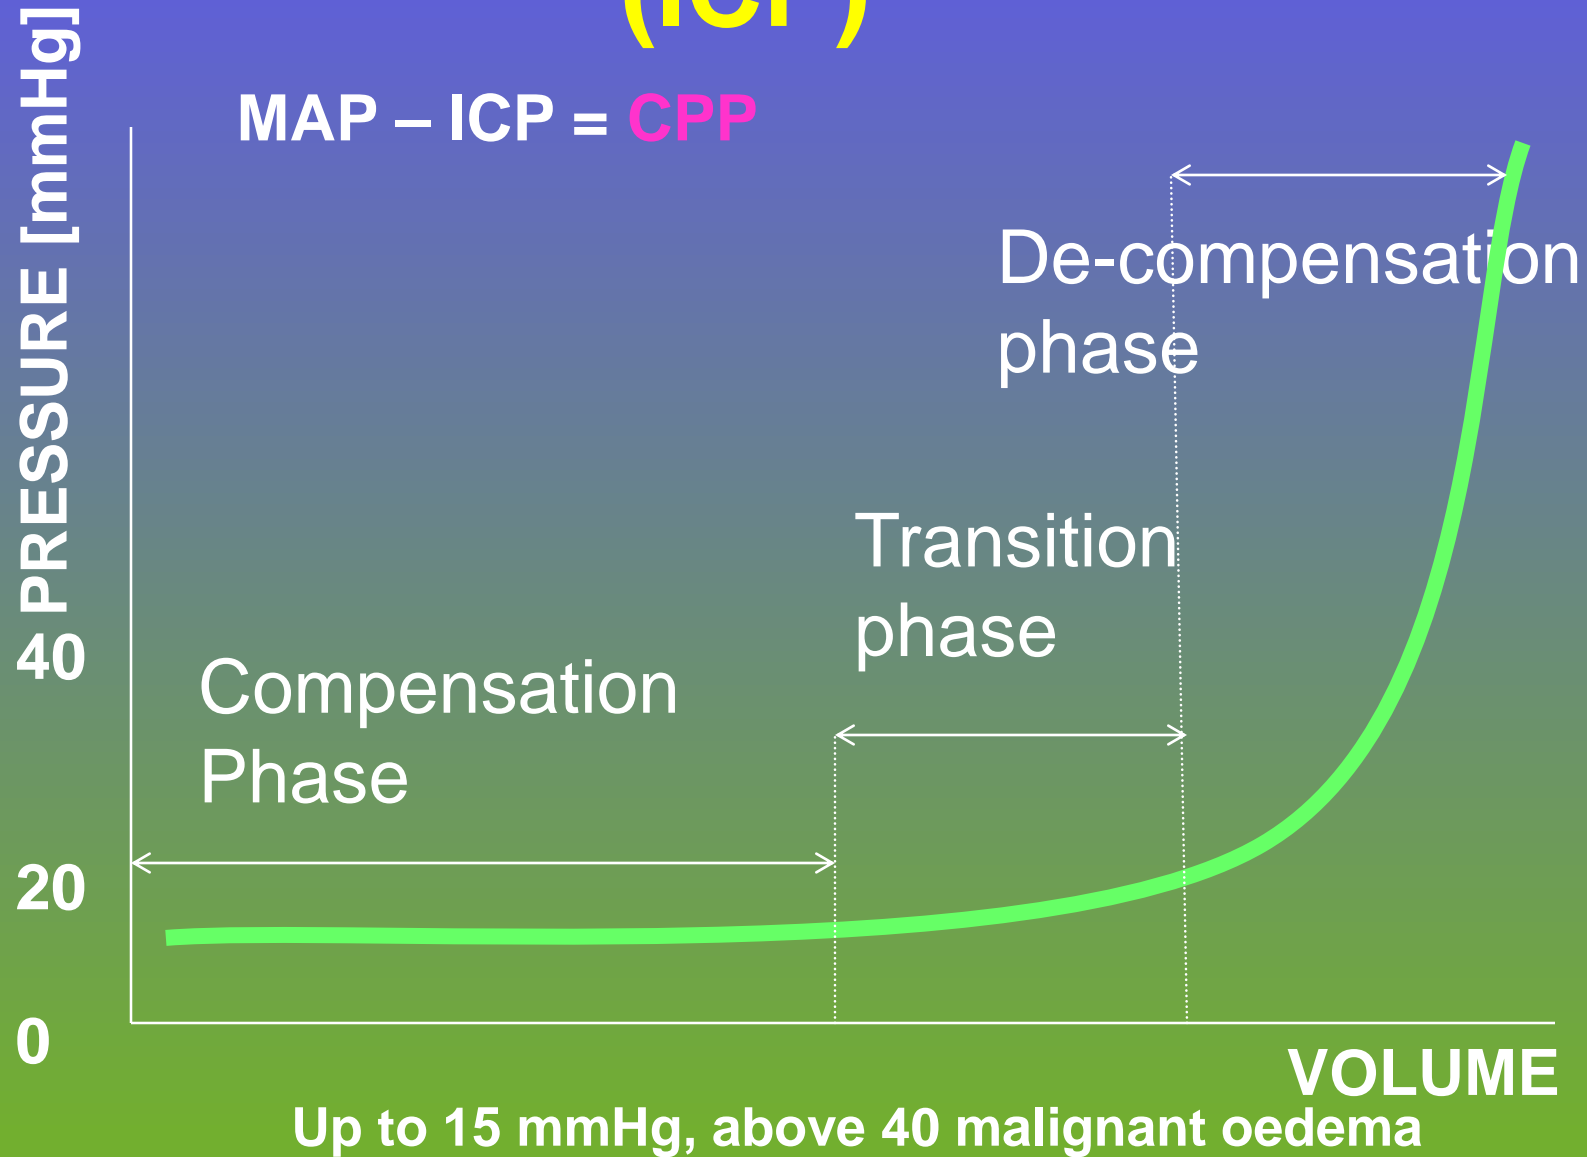 (ICP)
PRESSURE [mmHg]
MAP – ICP = CPP
De-compensation
phase
Transition
phase
40
Compensation
Phase
20
0
VOLUME
Up to 15 mmHg, above 40 malignant oedema